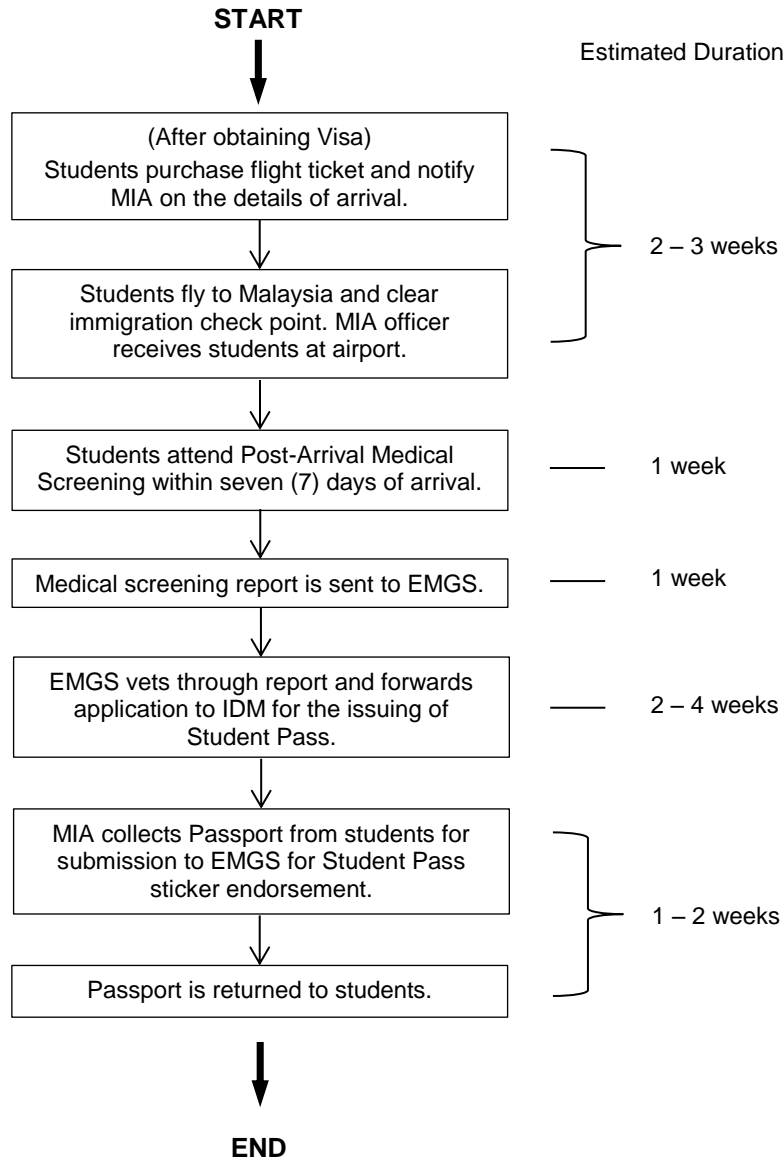 START
Estimated Duration
(After obtaining Visa)
Students purchase flight ticket and notify
MIA on the details of arrival.
2 – 3 weeks
Students fly to Malaysia and clear
immigration check point. MIA officer
receives students at airport.
Students attend Post-Arrival Medical
Screening within seven (7) days of arrival.
1 week
Medical screening report is sent to EMGS.
1 week
EMGS vets through report and forwards
application to IDM for the issuing of
Student Pass.
2 – 4 weeks
MIA collects Passport from students for
submission to EMGS for Student Pass
sticker endorsement.
1 – 2 weeks
Passport is returned to students.
END